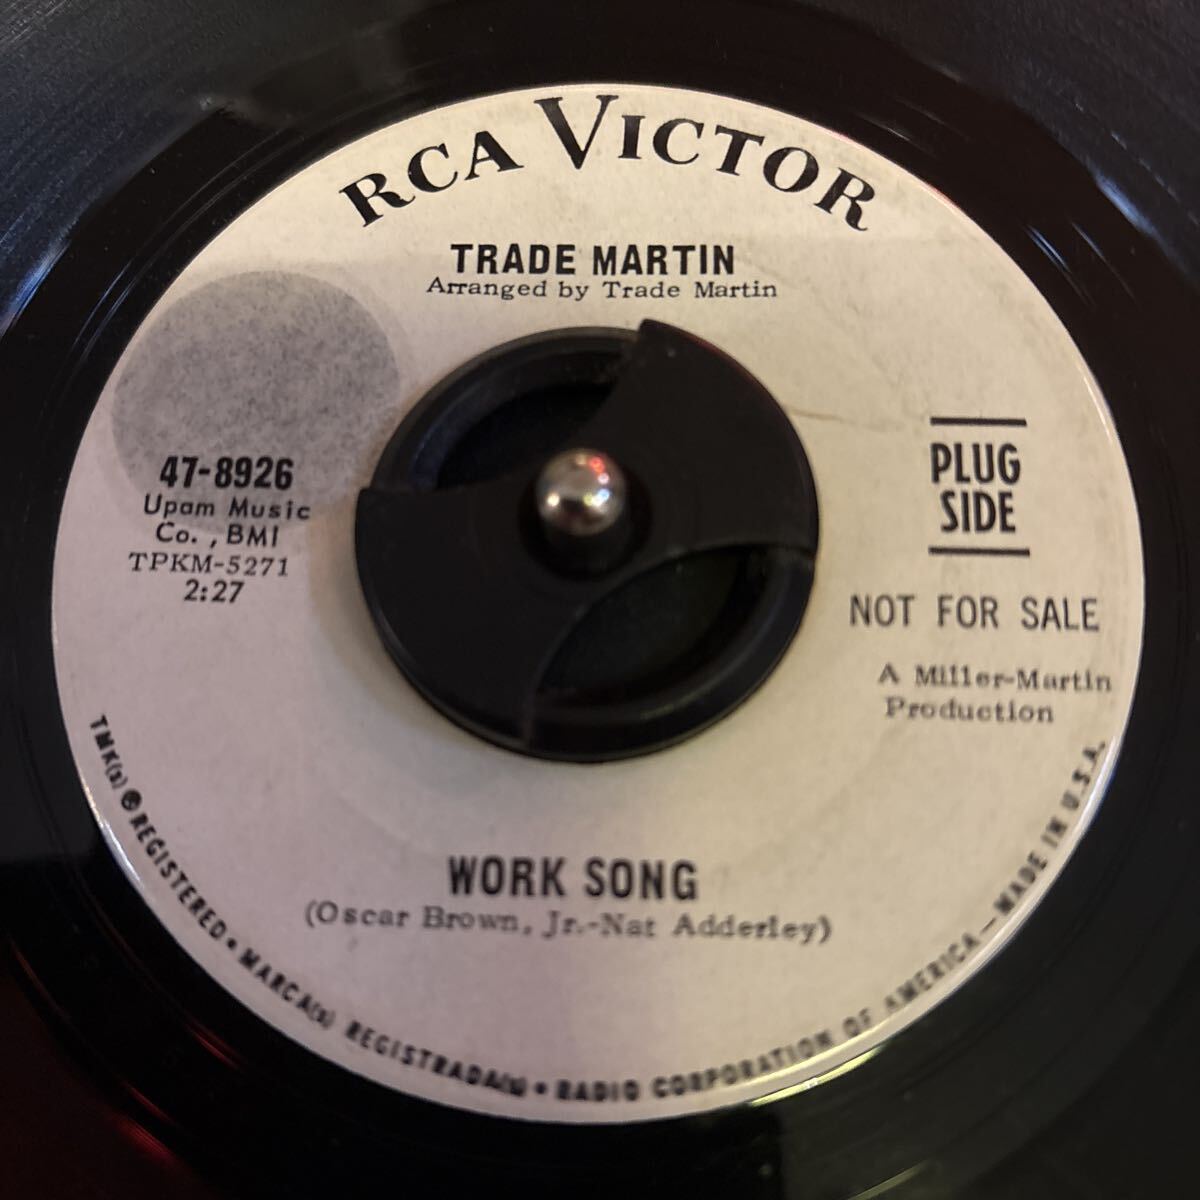 RCA VICTOR
TRADE MARTIN
Arranged by Trade Martin
47-8926
Upam Music
Co., BMI
TPKM-5271
2:27
PLUG
SIDE
NOT FOR SALE
A Miller-Martin
Production
WORK SONG
(Oscar Brown, Jr.-Nat Adderley)
TMK(s) ® REGISTERED • MARCA(s) REGISTRADA(s) • RADIO CORPORATION OF AMERICA—MADE IN U.S.A.